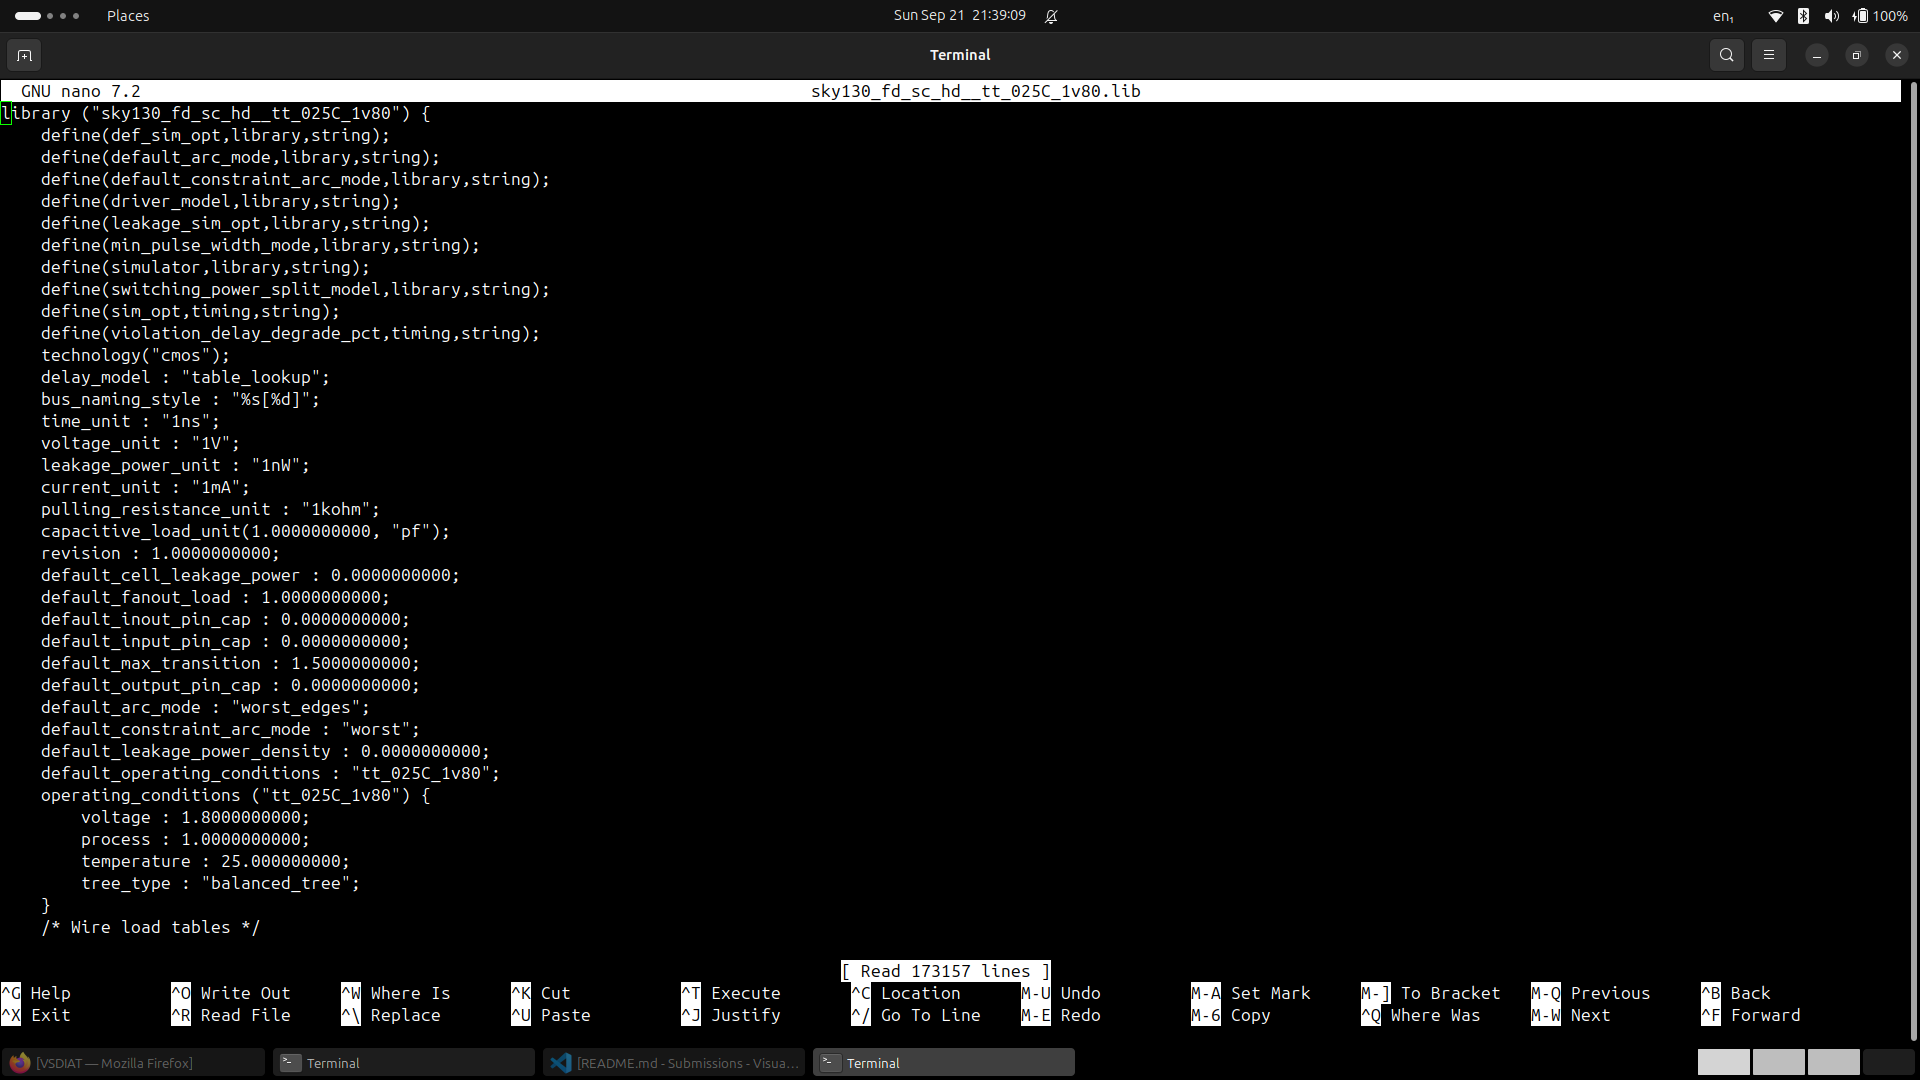 Places
Sun Sep 21 21:39:09
en₁
100%
Terminal
GNU nano 7.2 sky130_fd_sc_hd__tt_025C_1v80.lib
library ("sky130_fd_sc_hd__tt_025C_1v80") {
    define(def_sim_opt,library,string);
    define(default_arc_mode,library,string);
    define(default_constraint_arc_mode,library,string);
    define(driver_model,library,string);
    define(leakage_sim_opt,library,string);
    define(min_pulse_width_mode,library,string);
    define(simulator,library,string);
    define(switching_power_split_model,library,string);
    define(sim_opt,timing,string);
    define(violation_delay_degrade_pct,timing,string);
    technology("cmos");
    delay_model : "table_lookup";
    bus_naming_style : "%s[%d]";
    time_unit : "1ns";
    voltage_unit : "1V";
    leakage_power_unit : "1nW";
    current_unit : "1mA";
    pulling_resistance_unit : "1kohm";
    capacitive_load_unit(1.0000000000, "pf");
    revision : 1.0000000000;
    default_cell_leakage_power : 0.0000000000;
    default_fanout_load : 1.0000000000;
    default_inout_pin_cap : 0.0000000000;
    default_input_pin_cap : 0.0000000000;
    default_max_transition : 1.5000000000;
    default_output_pin_cap : 0.0000000000;
    default_arc_mode : "worst_edges";
    default_constraint_arc_mode : "worst";
    default_leakage_power_density : 0.0000000000;
    default_operating_conditions : "tt_025C_1v80";
    operating_conditions ("tt_025C_1v80") {
        voltage : 1.8000000000;
        process : 1.0000000000;
        temperature : 25.000000000;
        tree_type : "balanced_tree";
    }
    /* Wire load tables */
[ Read 173157 lines ]
^G Help ^O Write Out ^W Where Is ^K Cut ^T Execute ^C Location M-U Undo M-A Set Mark M-] To Bracket M-Q Previous ^B Back
^X Exit ^R Read File ^\ Replace ^U Paste ^J Justify ^/ Go To Line M-E Redo M-6 Copy ^Q Where Was M-W Next ^F Forward
[VSDIAT — Mozilla Firefox] Terminal [README.md - Submissions - Visua... Terminal